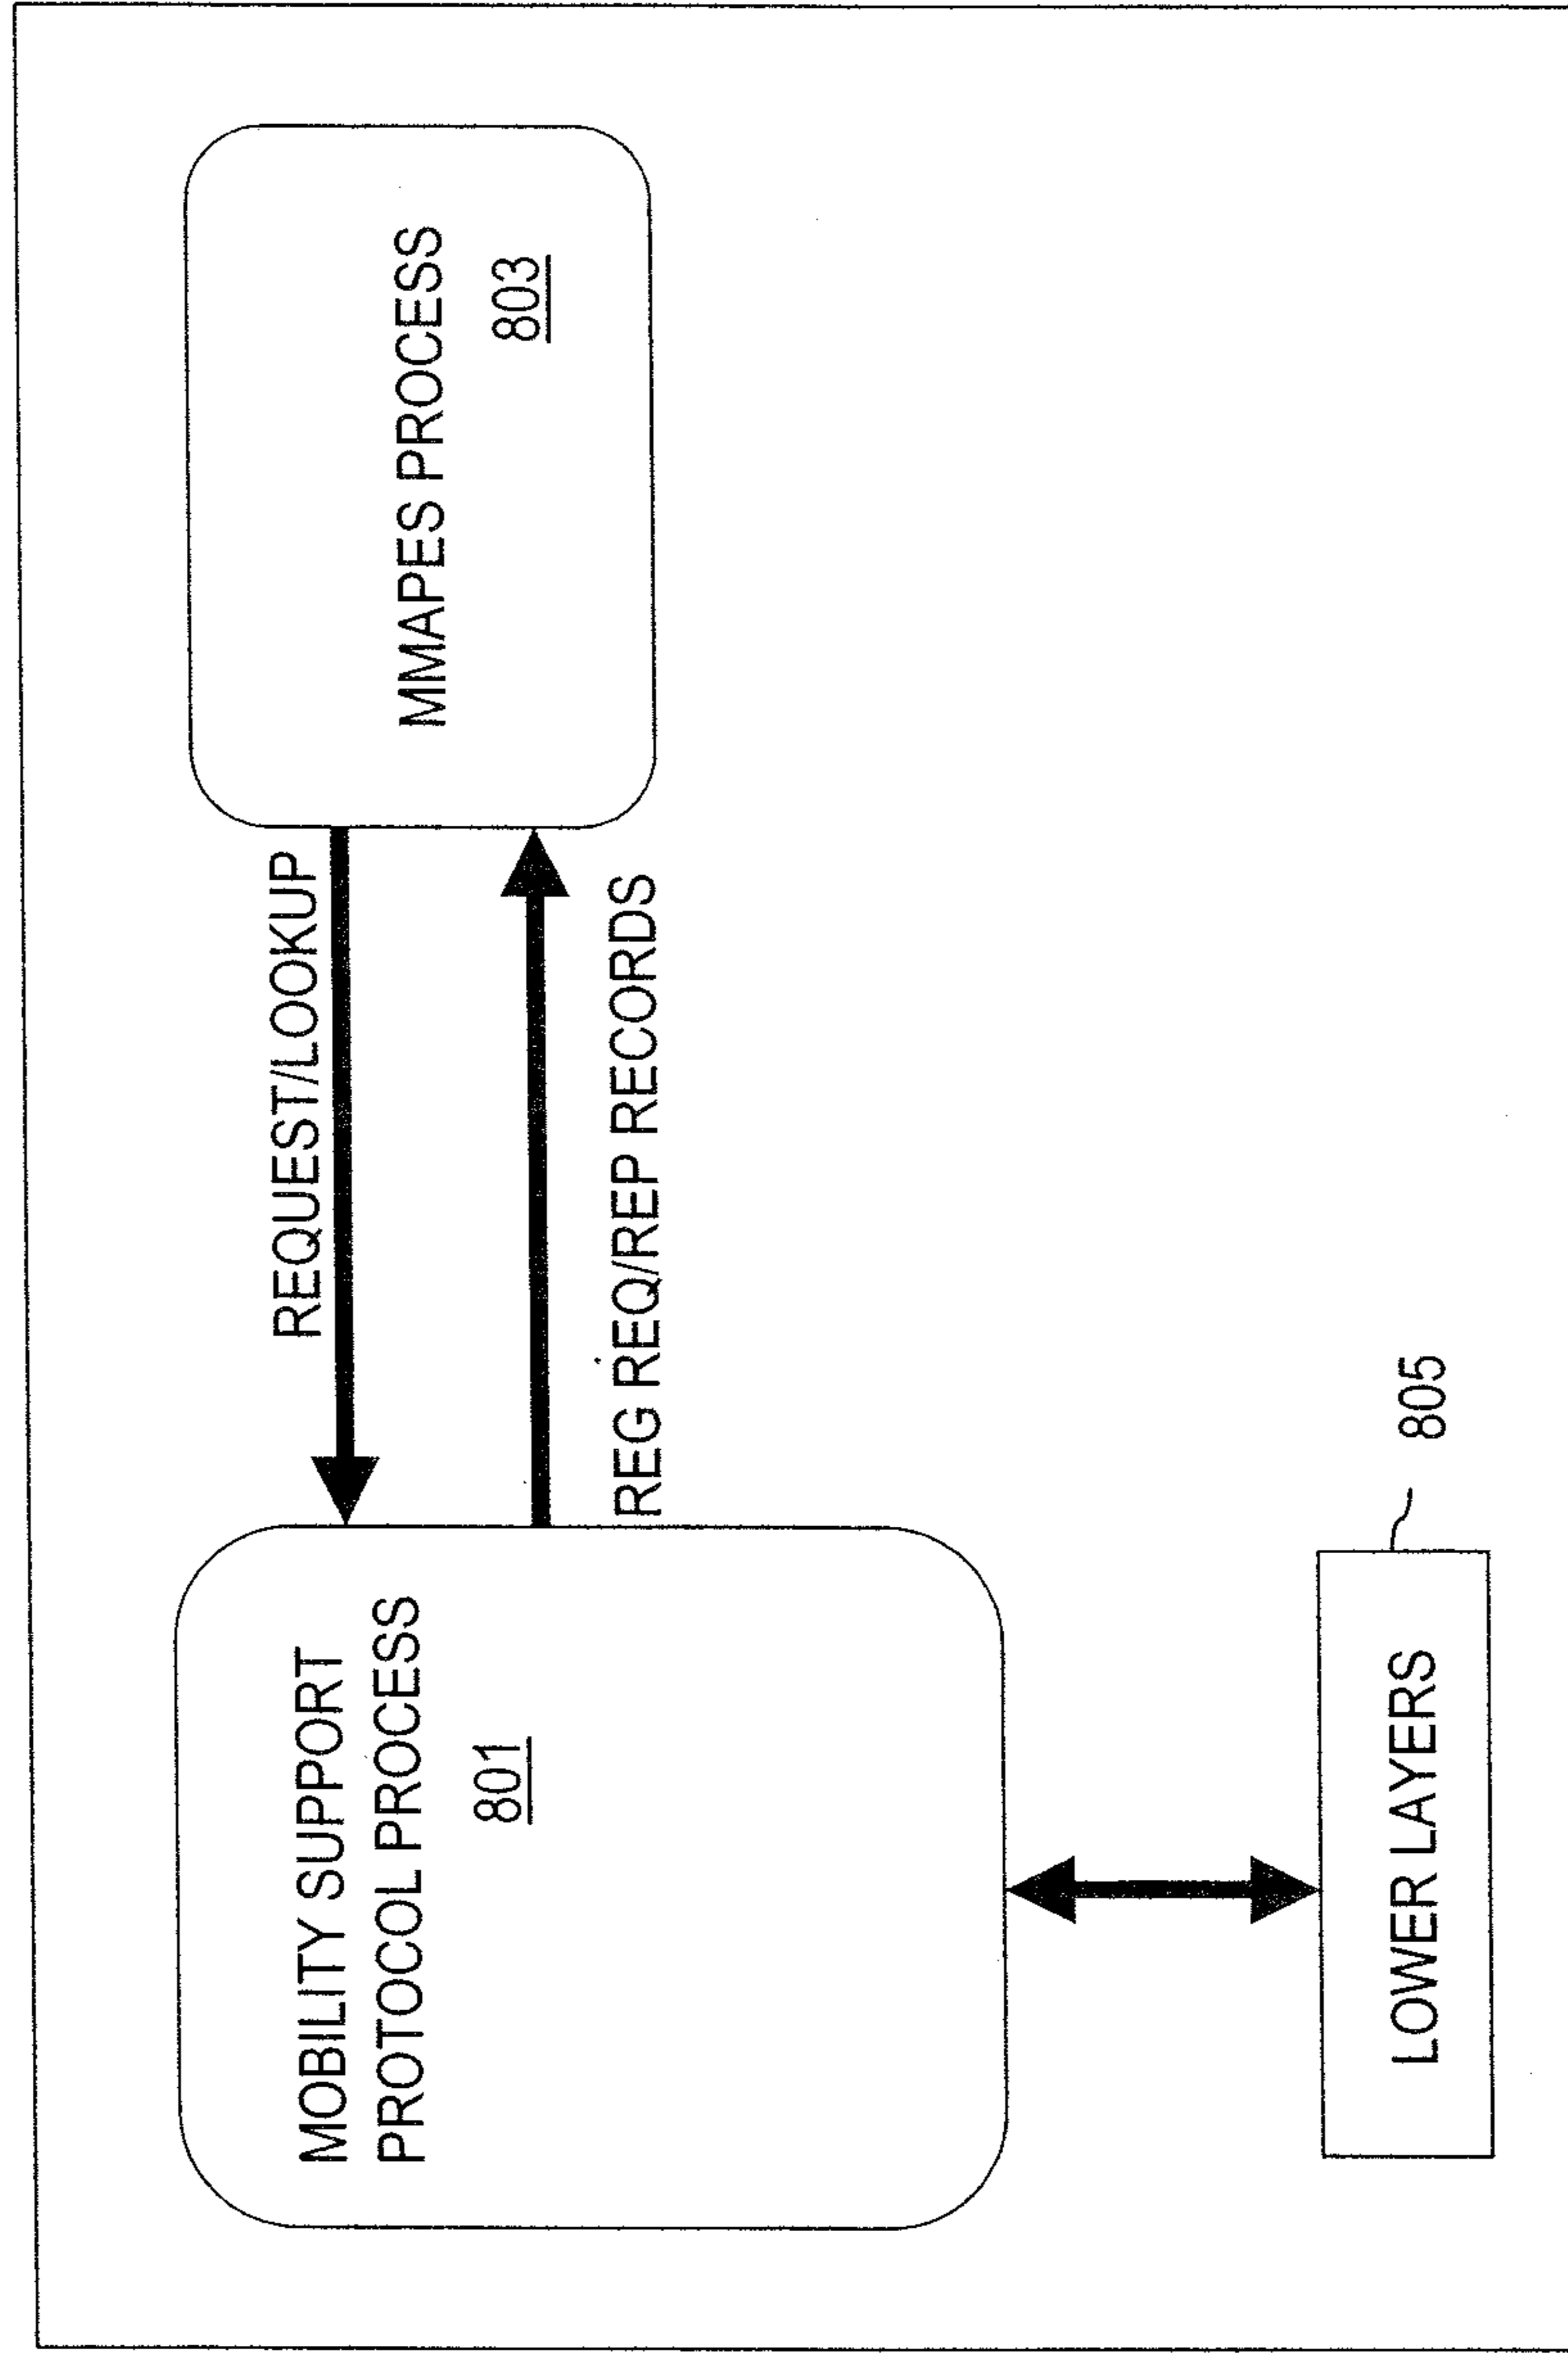 MOBILITY SUPPORT
PROTOCOL PROCESS
801
REQUEST/LOOKUP
REG REQ/REP RECORDS
MMAPES PROCESS
803
LOWER LAYERS
805